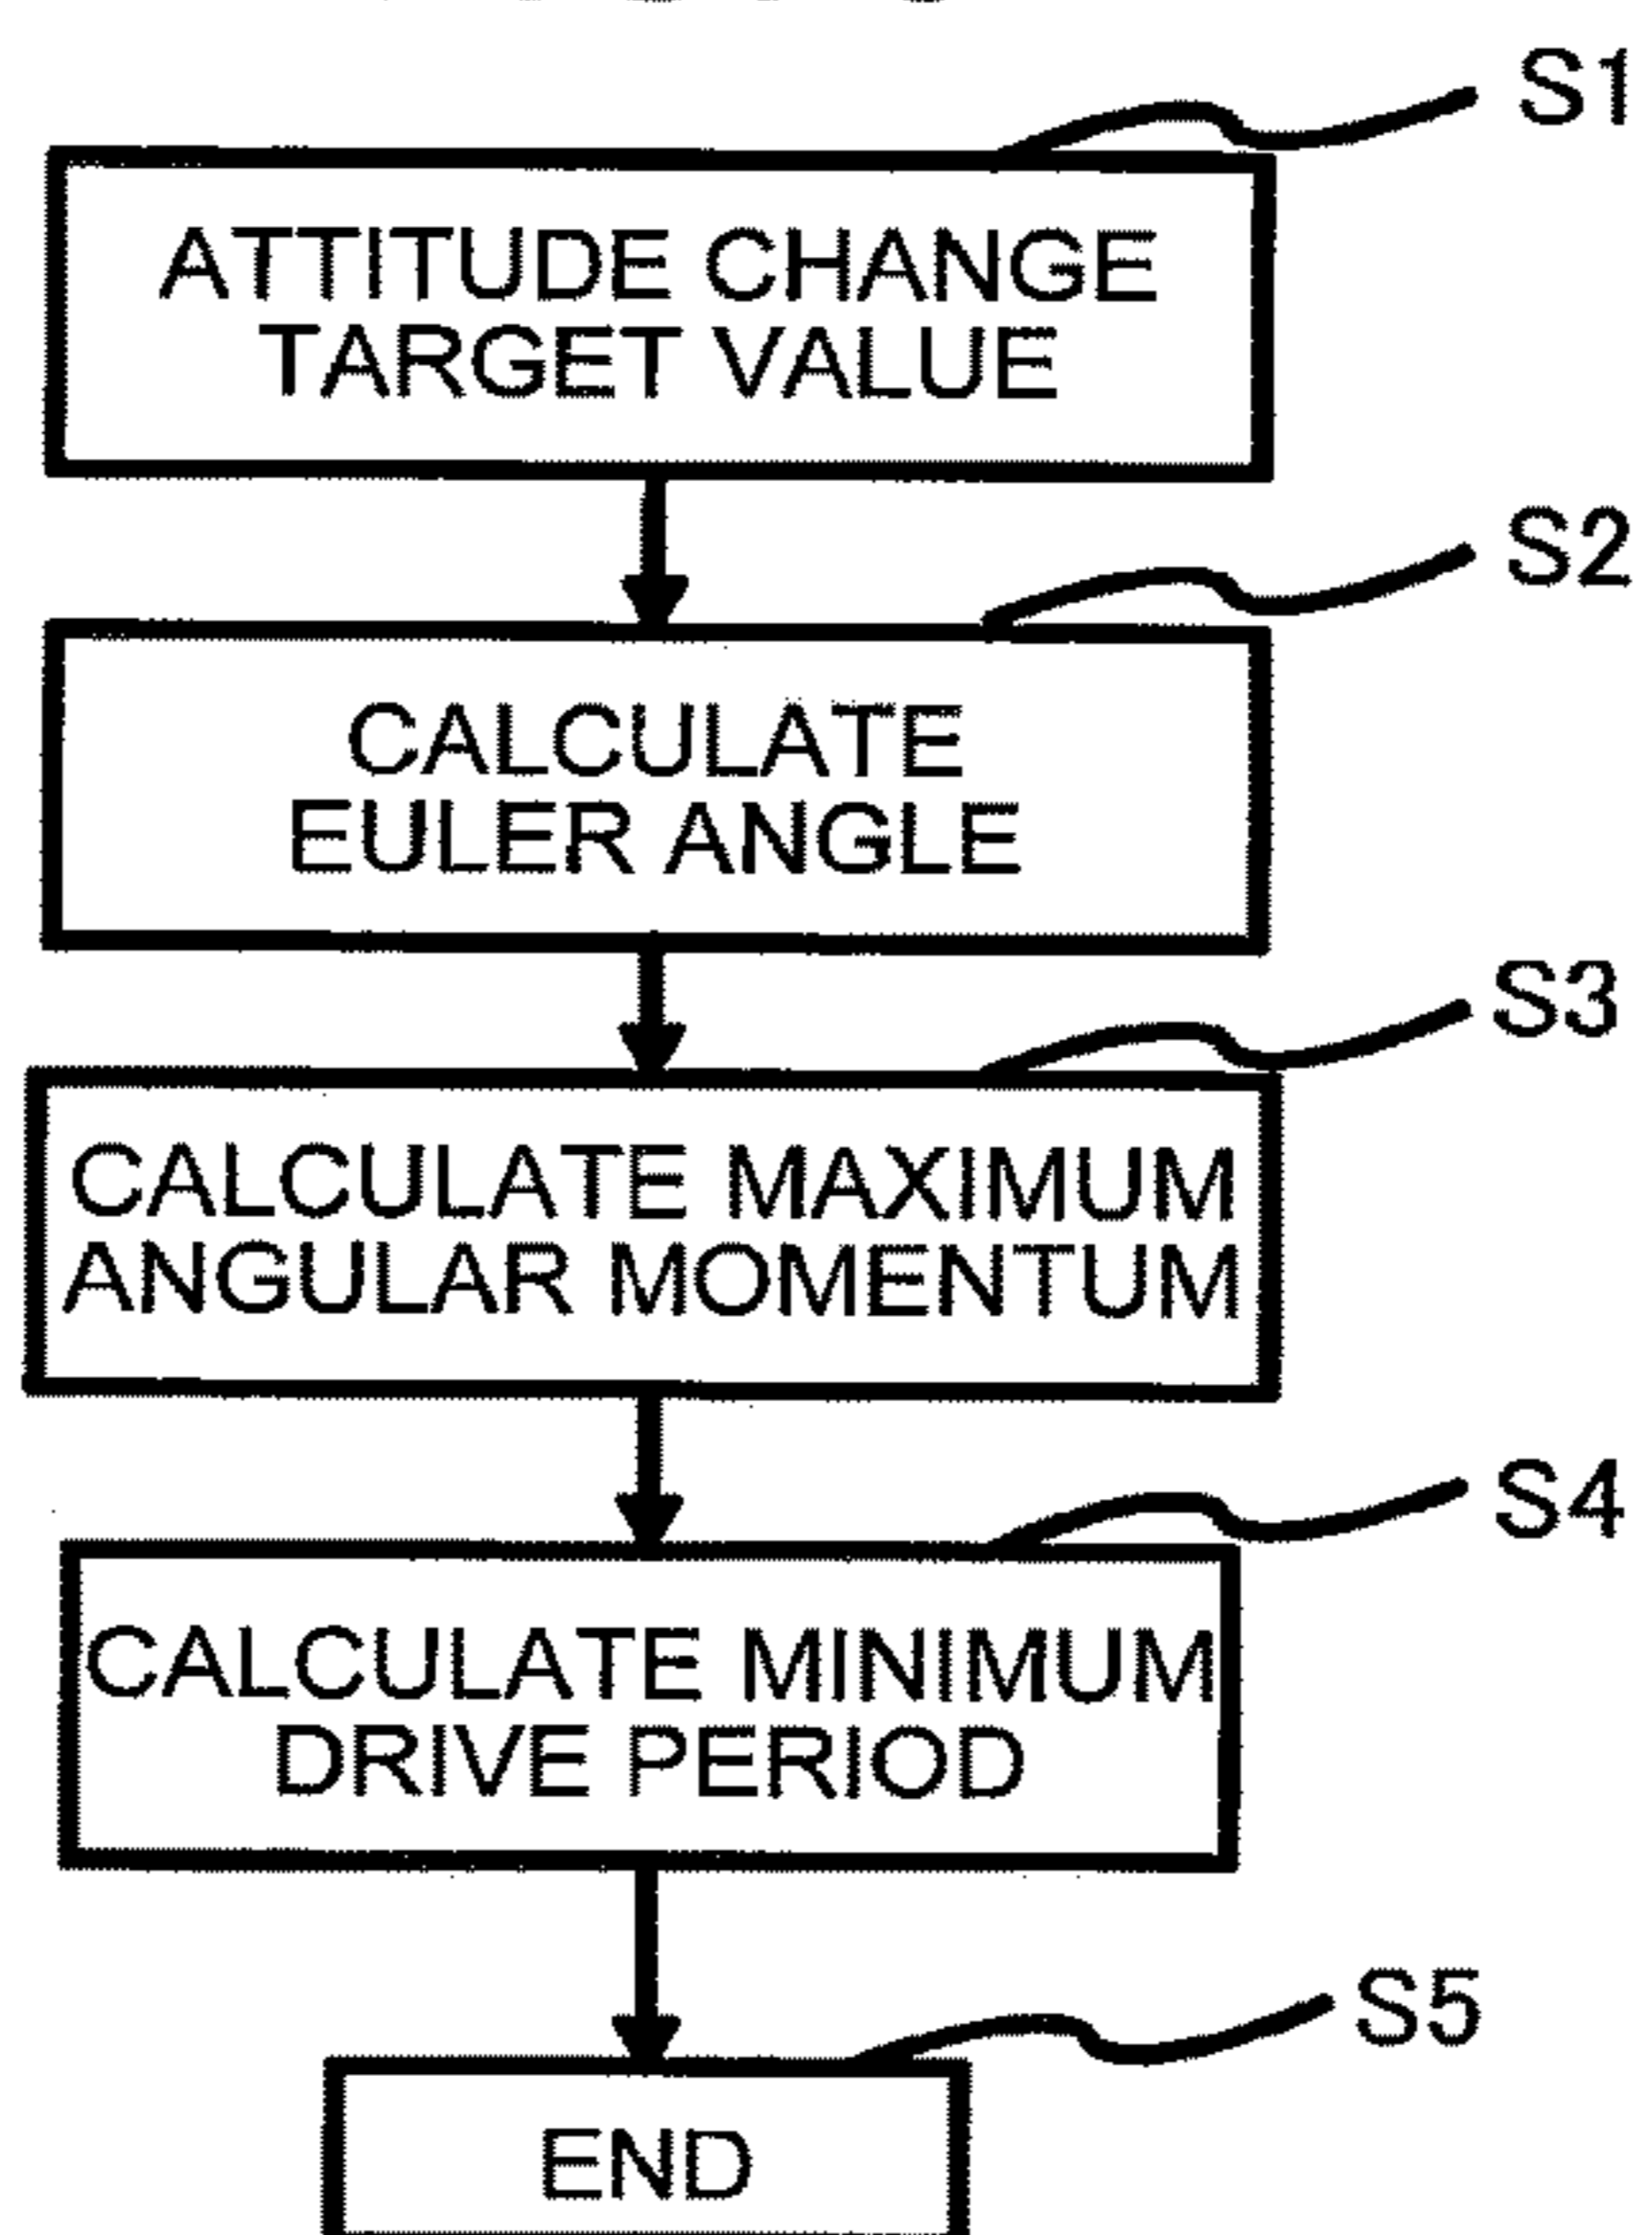 S1
ATTITUDE CHANGE
TARGET VALUE
S2
CALCULATE
EULER ANGLE
S3
CALCULATE MAXIMUM
ANGULAR MOMENTUM
S4
CALCULATE MINIMUM
DRIVE PERIOD
S5
END